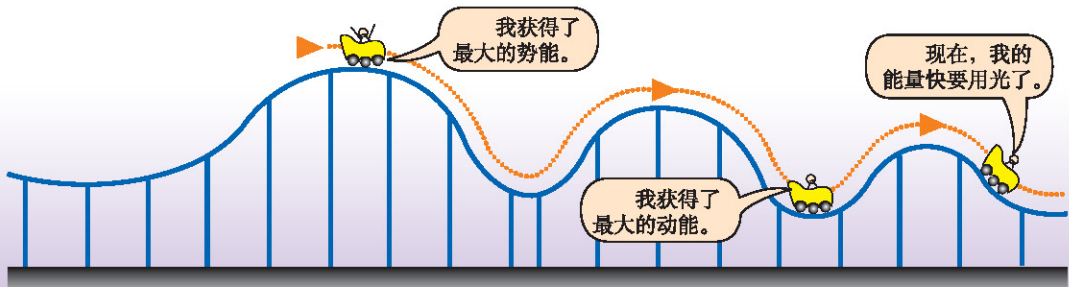 我获得了
最大的势能。
我获得了
最大的动能。
现在，我的
能量快要用光了。